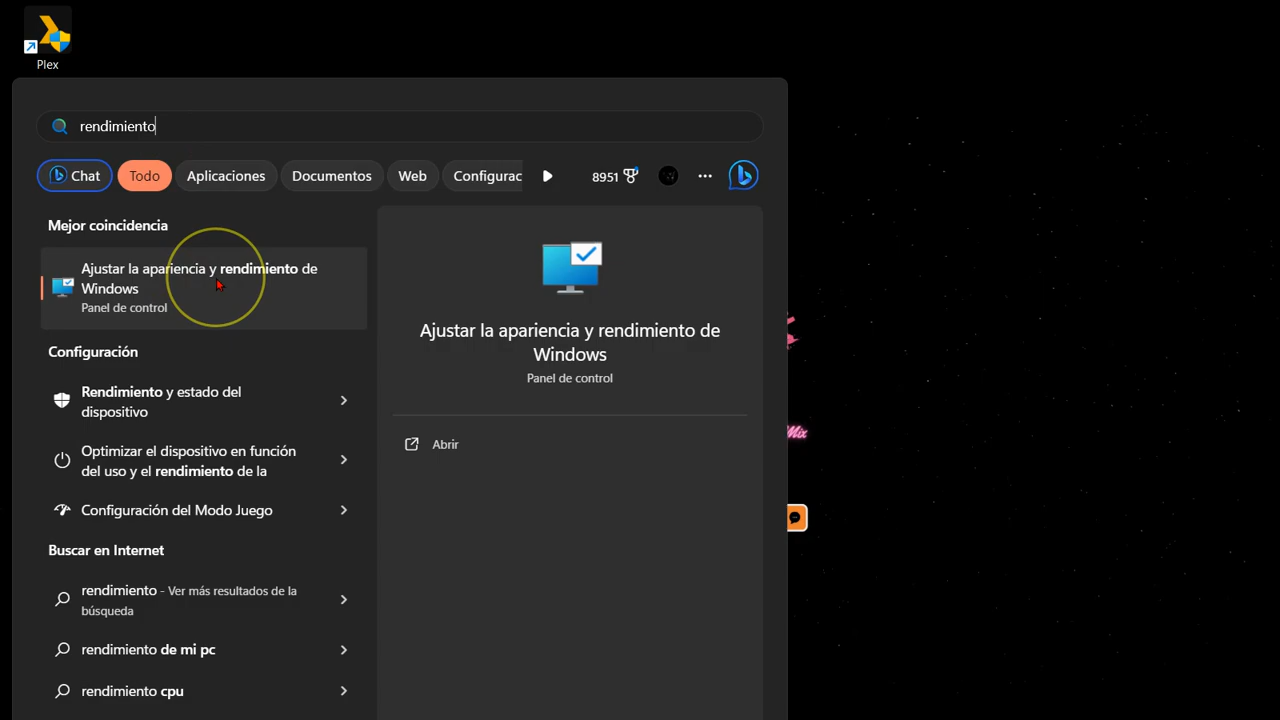 Plex
rendimiento
Chat
Todo
Aplicaciones
Documentos
Web
Configurac
8951
Mejor coincidencia
Ajustar la apariencia y rendimiento de
Windows
Panel de control
Configuración
Rendimiento y estado del
dispositivo
Optimizar el dispositivo en función
del uso y el rendimiento de la
Configuración del Modo Juego
Buscar en Internet
rendimiento - Ver más resultados de la
búsqueda
rendimiento de mi pc
rendimiento cpu
Ajustar la apariencia y rendimiento de
Windows
Panel de control
Abrir
Mix